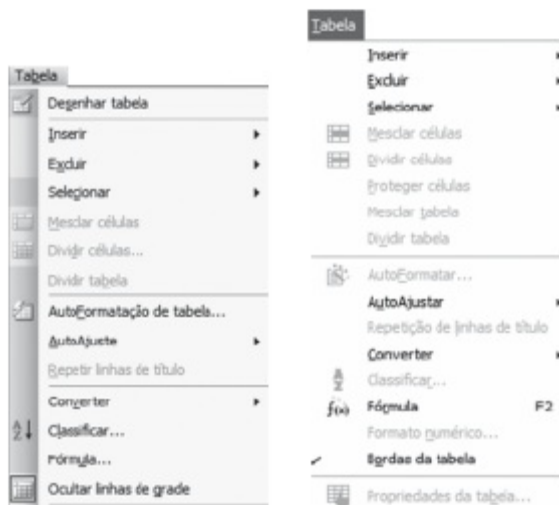 Tabela
Desenhar tabela
Inserir
Excluir
Selecionar
Mesclar células
Dividir células...
Dividir tabela
AutoFormatação de tabela...
AutoAjuste
Repetir linhas de título
Converter
Classificar...
Fórmula...
Ocultar linhas de grade
Tabela
Inserir
Excluir
Selecionar
Mesclar células
Dividir células
Proteger células
Mesclar tabela
Dividir tabela
AutoFormatar...
AutoAjustar
Repetição de linhas de título
Converter
Classificar...
Fórmula F2
Formato numérico...
Bordas da tabela
Propriedades da tabela...